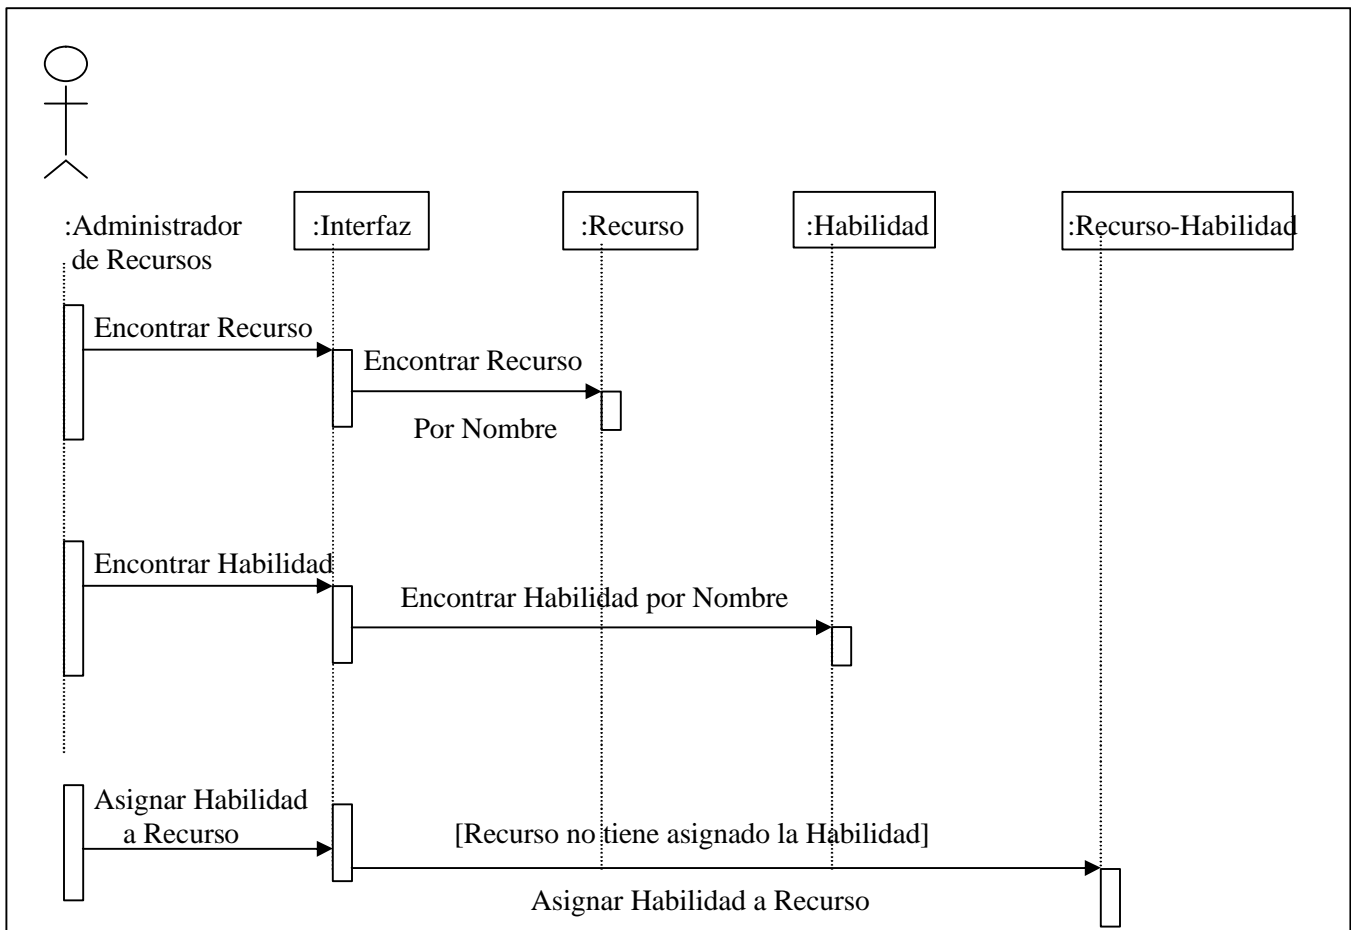 :Administrador
de Recursos
:Interfaz
:Recurso
:Habilidad
:Recurso-Habilidad
Encontrar Recurso
Encontrar Recurso
Por Nombre
Encontrar Habilidad
Encontrar Habilidad por Nombre
Asignar Habilidad
a Recurso
[Recurso no tiene asignado la Habilidad]
Asignar Habilidad a Recurso